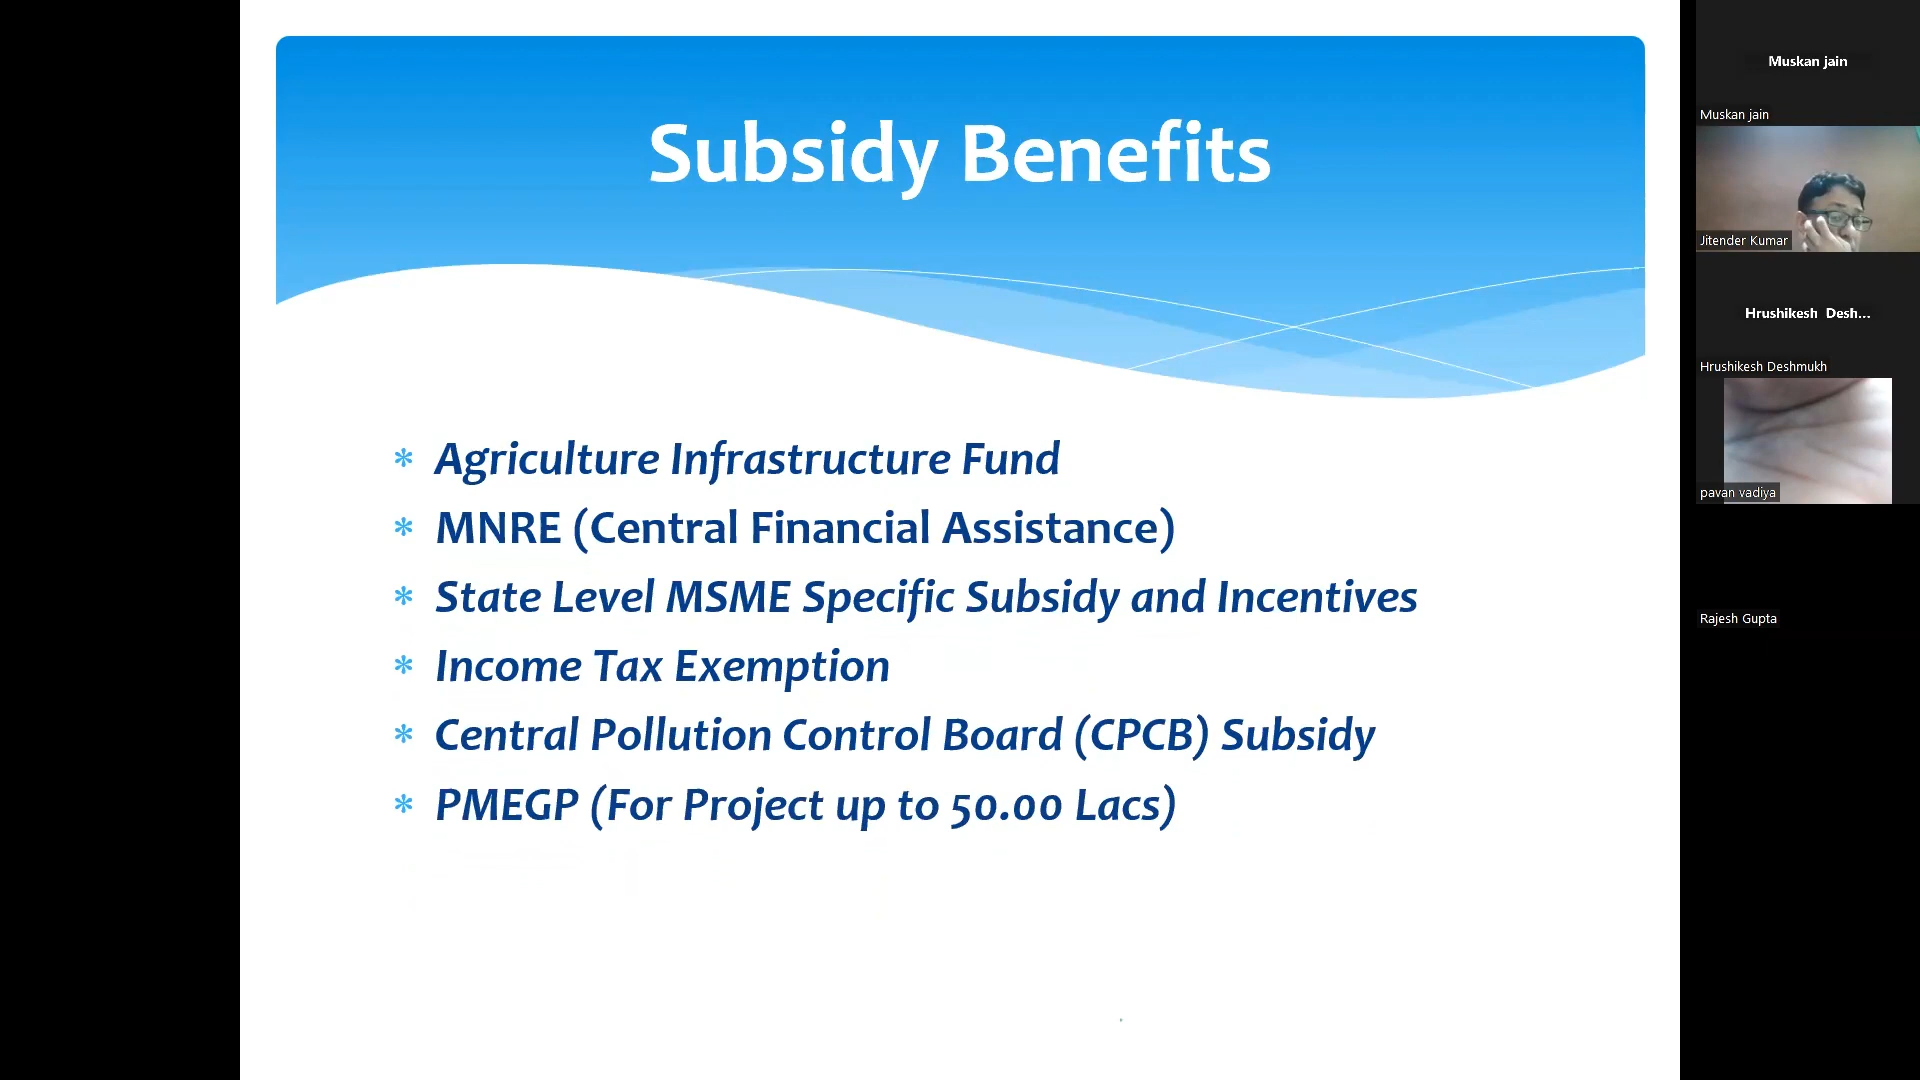 Subsidy Benefits
* Agriculture Infrastructure Fund
* MNRE (Central Financial Assistance)
* State Level MSME Specific Subsidy and Incentives
* Income Tax Exemption
* Central Pollution Control Board (CPCB) Subsidy
* PMEGP (For Project up to 50.00 Lacs)
Muskan jain
Muskan jain
Jitender Kumar
Hrushikesh Desh...
Hrushikesh Deshmukh
pavan vadiya
Rajesh Gupta